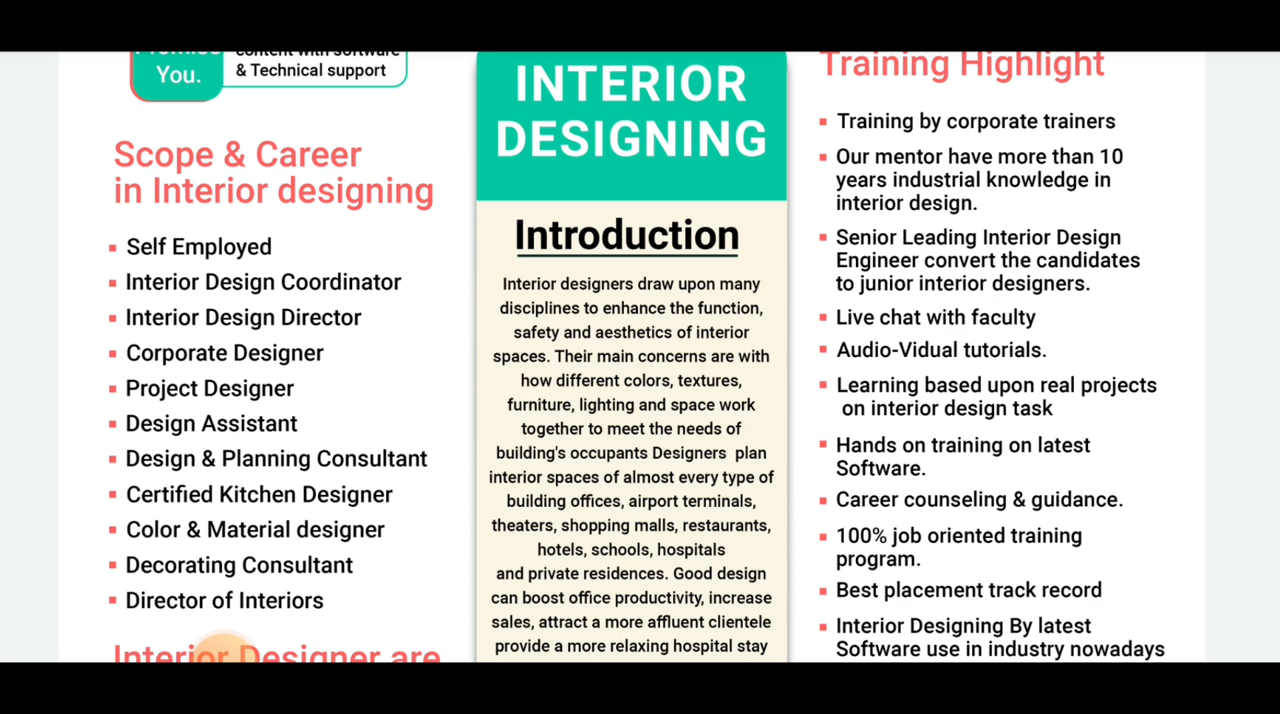 You.
content with software
& Technical support
Scope & Career
in Interior designing
Self Employed
Interior Design Coordinator
Interior Design Director
Corporate Designer
Project Designer
Design Assistant
Design & Planning Consultant
Certified Kitchen Designer
Color & Material designer
Decorating Consultant
Director of Interiors
Interior Designer are
INTERIOR
DESIGNING
Introduction
Interior designers draw upon many
disciplines to enhance the function,
safety and aesthetics of interior
spaces. Their main concerns are with
how different colors, textures,
furniture, lighting and space work
together to meet the needs of
building's occupants Designers plan
interior spaces of almost every type of
building offices, airport terminals,
theaters, shopping malls, restaurants,
hotels, schools, hospitals
and private residences. Good design
can boost office productivity, increase
sales, attract a more affluent clientele
provide a more relaxing hospital stay
Training Highlight
Training by corporate trainers
Our mentor have more than 10
years industrial knowledge in
interior design.
Senior Leading Interior Design
Engineer convert the candidates
to junior interior designers.
Live chat with faculty
Audio-Vidual tutorials.
Learning based upon real projects
on interior design task
Hands on training on latest
Software.
Career counseling & guidance.
100% job oriented training
program.
Best placement track record
Interior Designing By latest
Software use in industry nowadays